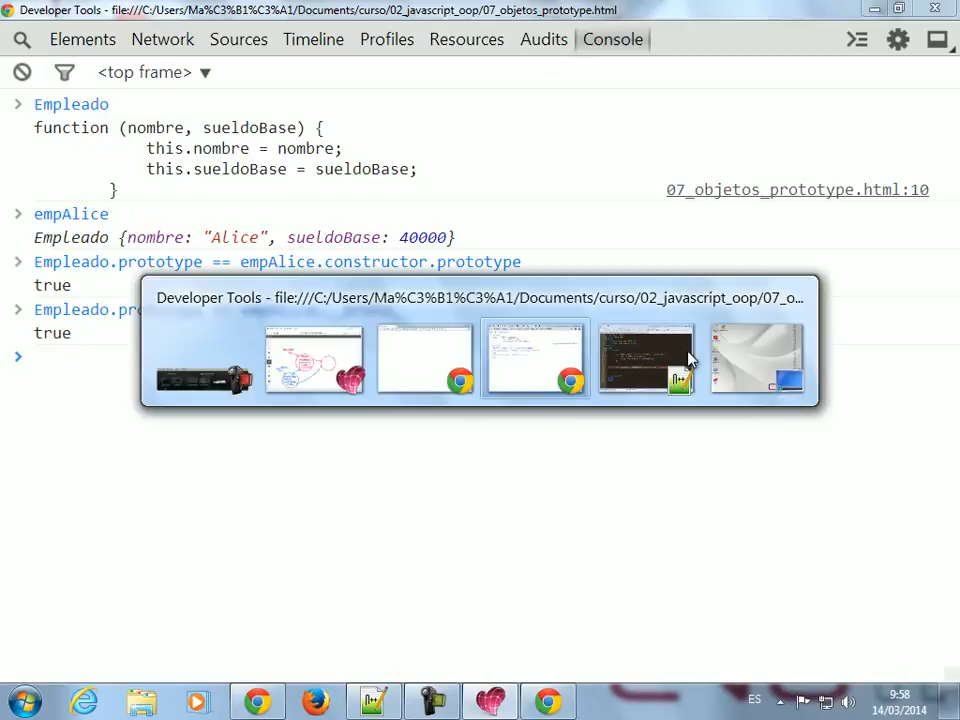 Developer Tools - file:///C:/Users/Ma%C3%B1%C3%A1/Documents/curso/02_javascript_oop/07_objetos_prototype.html
Elements Network Sources Timeline Profiles Resources Audits Console
<top frame> ▼
> Empleado
function (nombre, sueldoBase) {
this.nombre = nombre;
this.sueldoBase = sueldoBase;
} 07_objetos_prototype.html:10
> empAlice
Empleado {nombre: "Alice", sueldoBase: 40000}
> Empleado.prototype == empAlice.constructor.prototype
true
Developer Tools - file:///C:/Users/Ma%C3%B1%C3%A1/Documents/curso/02_javascript_oop/07_o...
> Empleado.pr
true
>
ES
9:58
14/03/2014